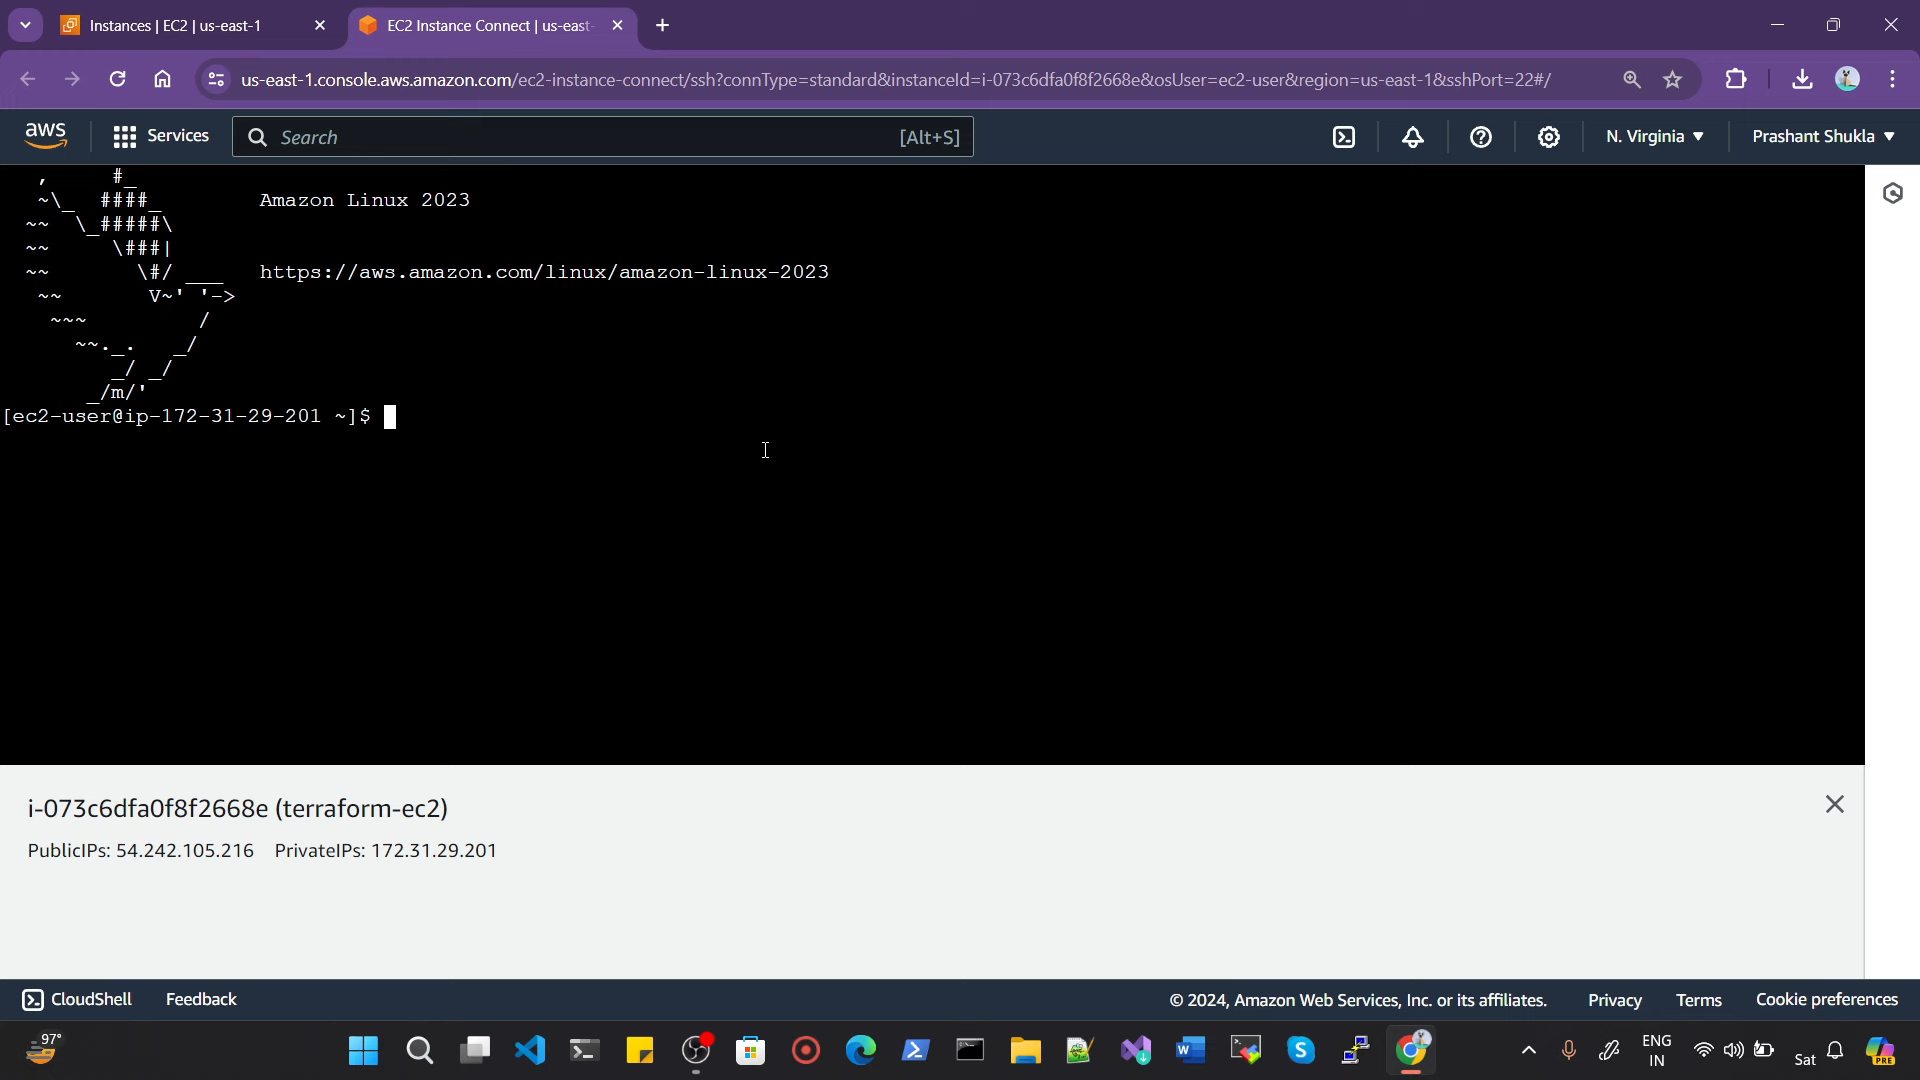 Instances | EC2 | us-east-1
EC2 Instance Connect | us-east-
us-east-1.console.aws.amazon.com/ec2-instance-connect/ssh?connType=standard&instanceId=i-073c6dfa0f8f2668e&osUser=ec2-user&region=us-east-1&sshPort=22#/
aws
Services
Search
[Alt+S]
N. Virginia
Prashant Shukla
   ,     #_
   ~\_  ####_        Amazon Linux 2023
  ~~  \_#####\
  ~~     \###|
  ~~       \#/ ___   https://aws.amazon.com/linux/amazon-linux-2023
   ~~       V~' '->
    ~~~         /
      ~~._.   _/
         _/ _/
       _/m/'
[ec2-user@ip-172-31-29-201 ~]$
i-073c6dfa0f8f2668e (terraform-ec2)
PublicIPs: 54.242.105.216 PrivateIPs: 172.31.29.201
CloudShell
Feedback
© 2024, Amazon Web Services, Inc. or its affiliates.
Privacy
Terms
Cookie preferences
97°
ENG
IN
Sat
PRE